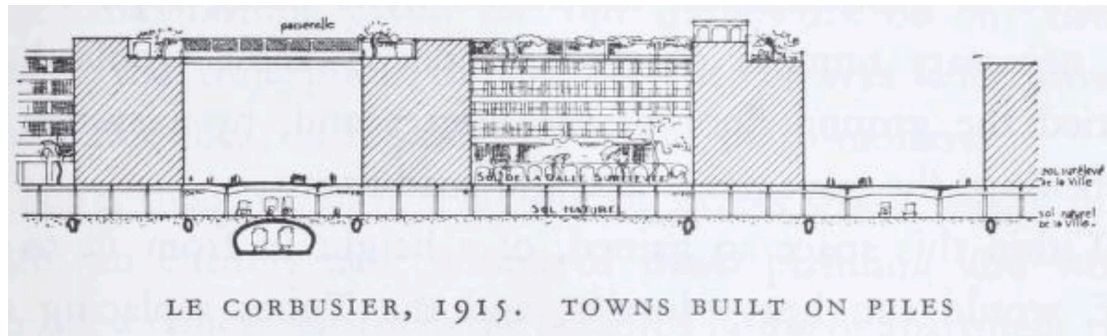 passerelle
SOL DE LA VILLE
sol surélevé
de la Ville
SOL NATUREL
sol naturel
de la Ville.
LE CORBUSIER, 1915. TOWNS BUILT ON PILES